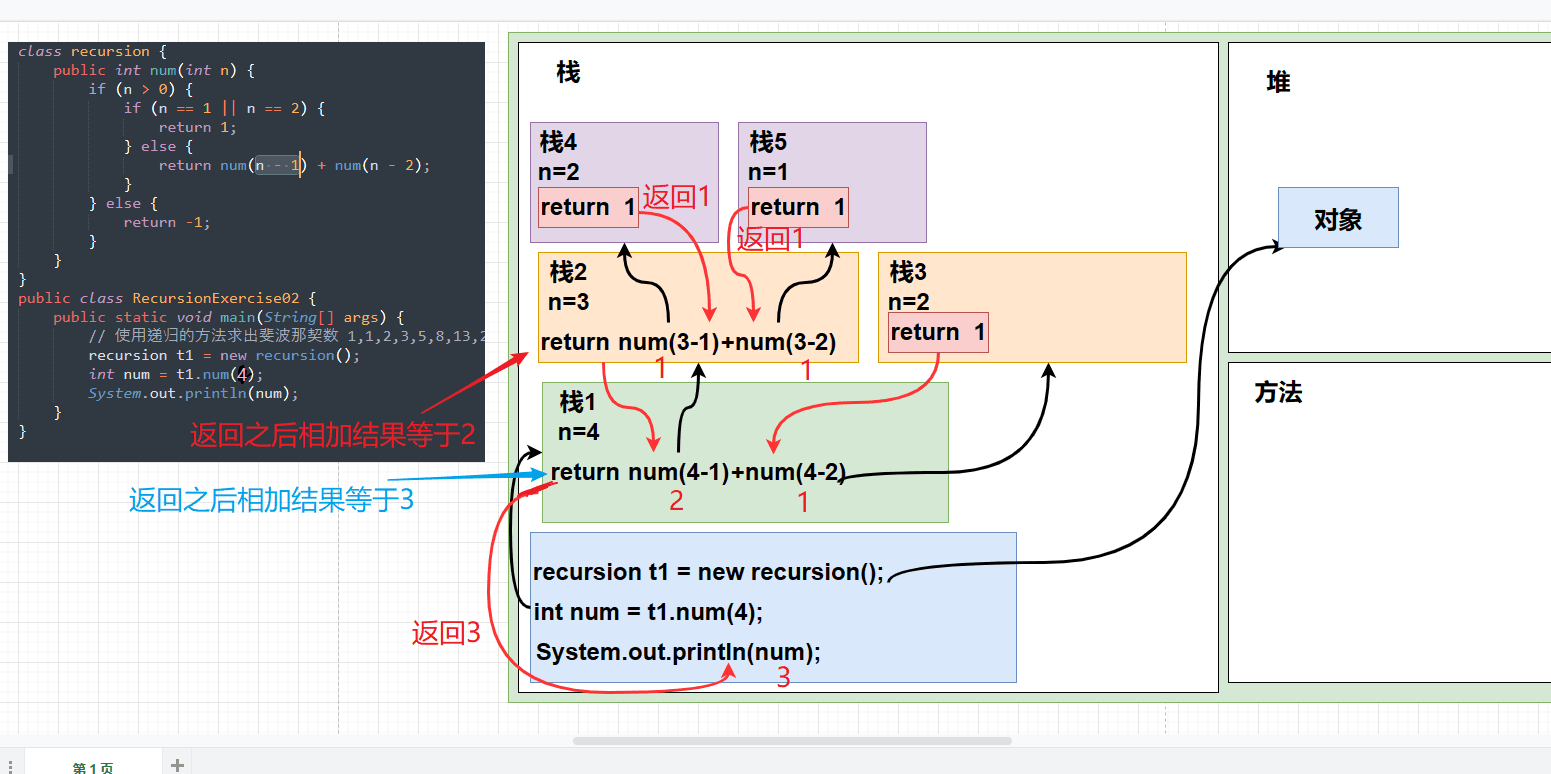 class recursion {
public int num(int n) {
if (n > 0) {
if (n == 1 || n == 2) {
return 1;
} else {
return num(n - 1) + num(n - 2);
}
} else {
return -1;
}
}
}
public class RecursionExercise02 {
public static void main(String[] args) {
// 使用递归的方法求出斐波那契数 1,1,2,3,5,8,13,2
recursion t1 = new recursion();
int num = t1.num(4);
System.out.println(num);
}
}
返回之后相加结果等于2
返回之后相加结果等于3
栈
栈4
n=2
return 1
返回1
栈5
n=1
return 1
返回1
栈2
n=3
return num(3-1)+num(3-2)
1 1
栈3
n=2
return 1
栈1
n=4
return num(4-1)+num(4-2)
2 1
recursion t1 = new recursion();
int num = t1.num(4);
System.out.println(num);
3
返回3
堆
对象
方法
第1页